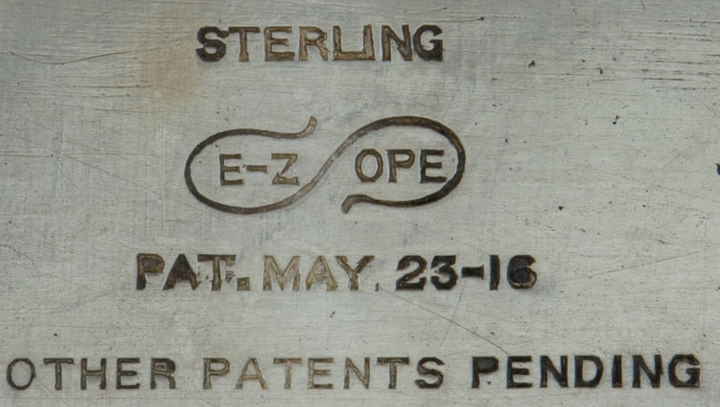 STERLING
E-Z OPE
PAT. MAY. 23-16
OTHER PATENTS PENDING